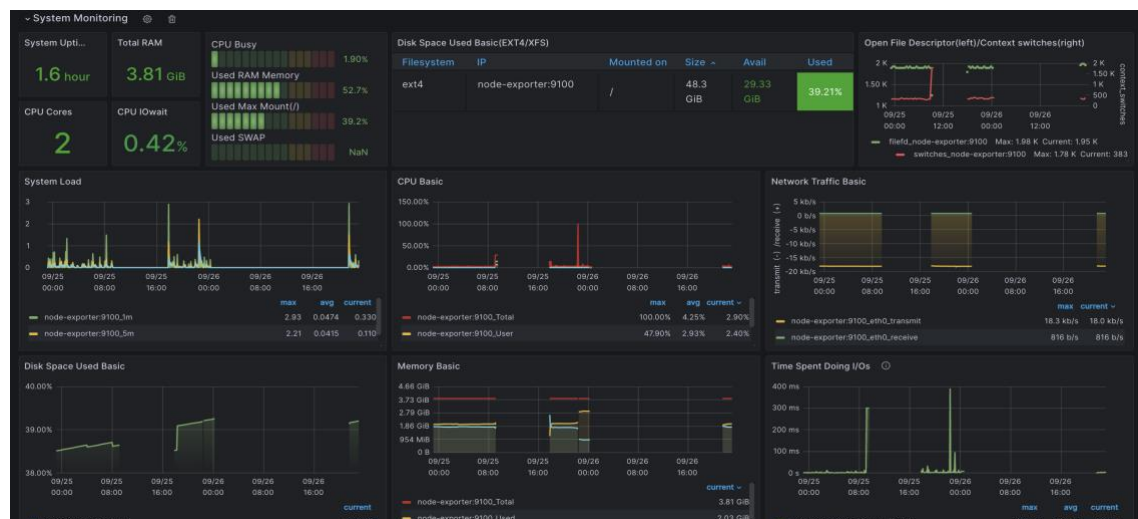 System Monitoring
System Upti...
1.6 hour
Total RAM
3.81 GiB
CPU Cores
2
CPU IOwait
0.42%
CPU Busy
1.90%
Used RAM Memory
52.7%
Used Max Mount(/)
39.2%
Used SWAP
NaN
Disk Space Used Basic(EXT4/XFS)
Filesystem IP Mounted on Size Avail Used
ext4 node-exporter:9100 / 48.3 GiB 29.33 GiB 39.21%
Open File Descriptor(left)/Context switches(right)
2 K 2 K
1.50 K 1.50 K
1 K
1 K 500
0
context_switches
09/25 09/25 09/26 09/26
00:00 12:00 00:00 12:00
filefd_node-exporter:9100 Max: 1.98 K Current: 1.95 K
switches_node-exporter:9100 Max: 1.78 K Current: 383
System Load
3
2
1
0
09/25 09/25 09/25 09/26 09/26 09/26
00:00 08:00 16:00 00:00 08:00 16:00
max avg current
node-exporter:9100_1m 2.93 0.0474 0.330
node-exporter:9100_5m 2.21 0.0415 0.110
CPU Basic
150.00%
100.00%
50.00%
0.00%
09/25 09/25 09/25 09/26 09/26 09/26
00:00 08:00 16:00 00:00 08:00 16:00
max avg current
node-exporter:9100_Total 100.00% 4.25% 2.90%
node-exporter:9100_User 47.90% 2.93% 2.40%
Network Traffic Basic
transmit (-) /receive (+)
5 kb/s
0 b/s
-5 kb/s
-10 kb/s
-15 kb/s
-20 kb/s
09/25 09/25 09/25 09/26 09/26 09/26
00:00 08:00 16:00 00:00 08:00 16:00
max current
node-exporter:9100_eth0_transmit 18.3 kb/s 18.0 kb/s
node-exporter:9100_eth0_receive 816 b/s 816 b/s
Disk Space Used Basic
40.00%
39.00%
38.00%
09/25 09/25 09/25 09/26 09/26 09/26
00:00 08:00 16:00 00:00 08:00 16:00
current
Memory Basic
4.66 GiB
3.73 GiB
2.79 GiB
1.86 GiB
954 MiB
0 B
09/25 09/25 09/25 09/26 09/26 09/26
00:00 08:00 16:00 00:00 08:00 16:00
current
node-exporter:9100_Total 3.81 GiB
node-exporter:9100_Used 2.03 GiB
Time Spent Doing I/Os
400 ms
300 ms
200 ms
100 ms
0 s
09/25 09/25 09/25 09/26 09/26 09/26
00:00 08:00 16:00 00:00 08:00 16:00
max avg current